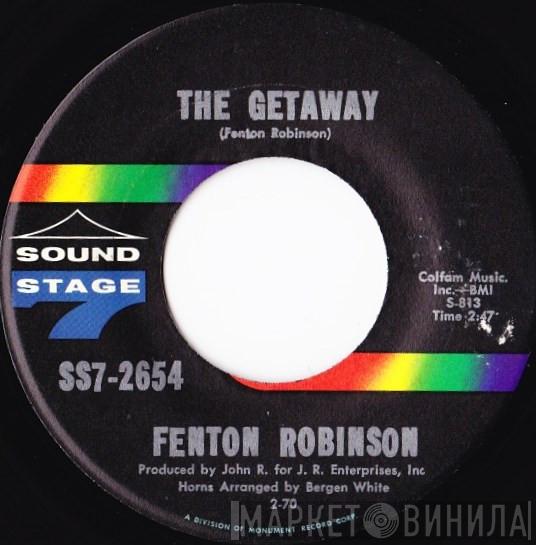 THE GETAWAY
(Fenton Robinson)
SOUND
STAGE
7
Colfam Music.
Inc.-BMI
S-813
Time 2:47
SS7-2654
FENTON ROBINSON
Produced by John R. for J. R. Enterprises, Inc
Horns Arranged by Bergen White
2-70
A DIVISION OF MONUMENT RECORD CORP.
МАРКЕТ ВИНИЛА